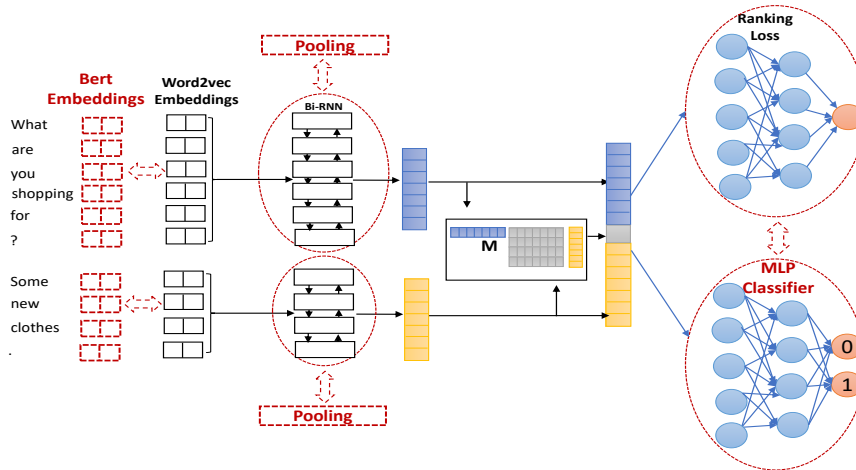 Bert
Embeddings
Word2vec
Embeddings
Pooling
Bi-RNN
Ranking
Loss
What
are
you
shopping
for
?
M
Some
new
clothes
.
Pooling
MLP
Classifier
0
1